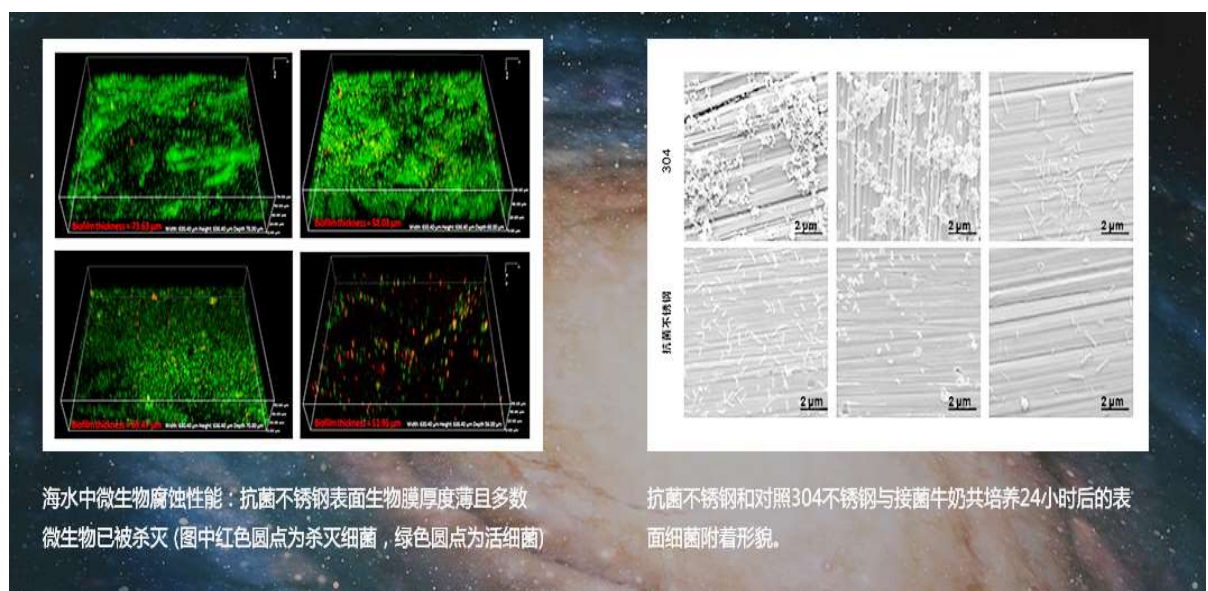 Biofilm thickness = 73.63 μm
304
2 μm
2 μm
2 μm
抗菌不锈钢
2 μm
2 μm
2 μm
海水中微生物腐蚀性能：抗菌不锈钢表面生物膜厚度薄且多数
微生物已被杀灭 (图中红色圆点为杀灭细菌，绿色圆点为活细菌)
抗菌不锈钢和对照304不锈钢与接菌牛奶共培养24小时后的表
面细菌附着形貌。